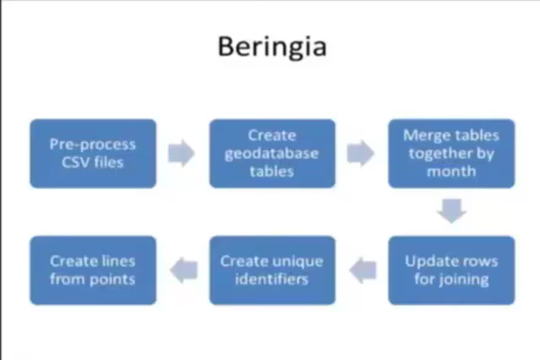 Beringia
Pre-process
CSV files
Create
geodatabase
tables
Merge tables
together by
month
Update rows
for joining
Create unique
identifiers
Create lines
from points